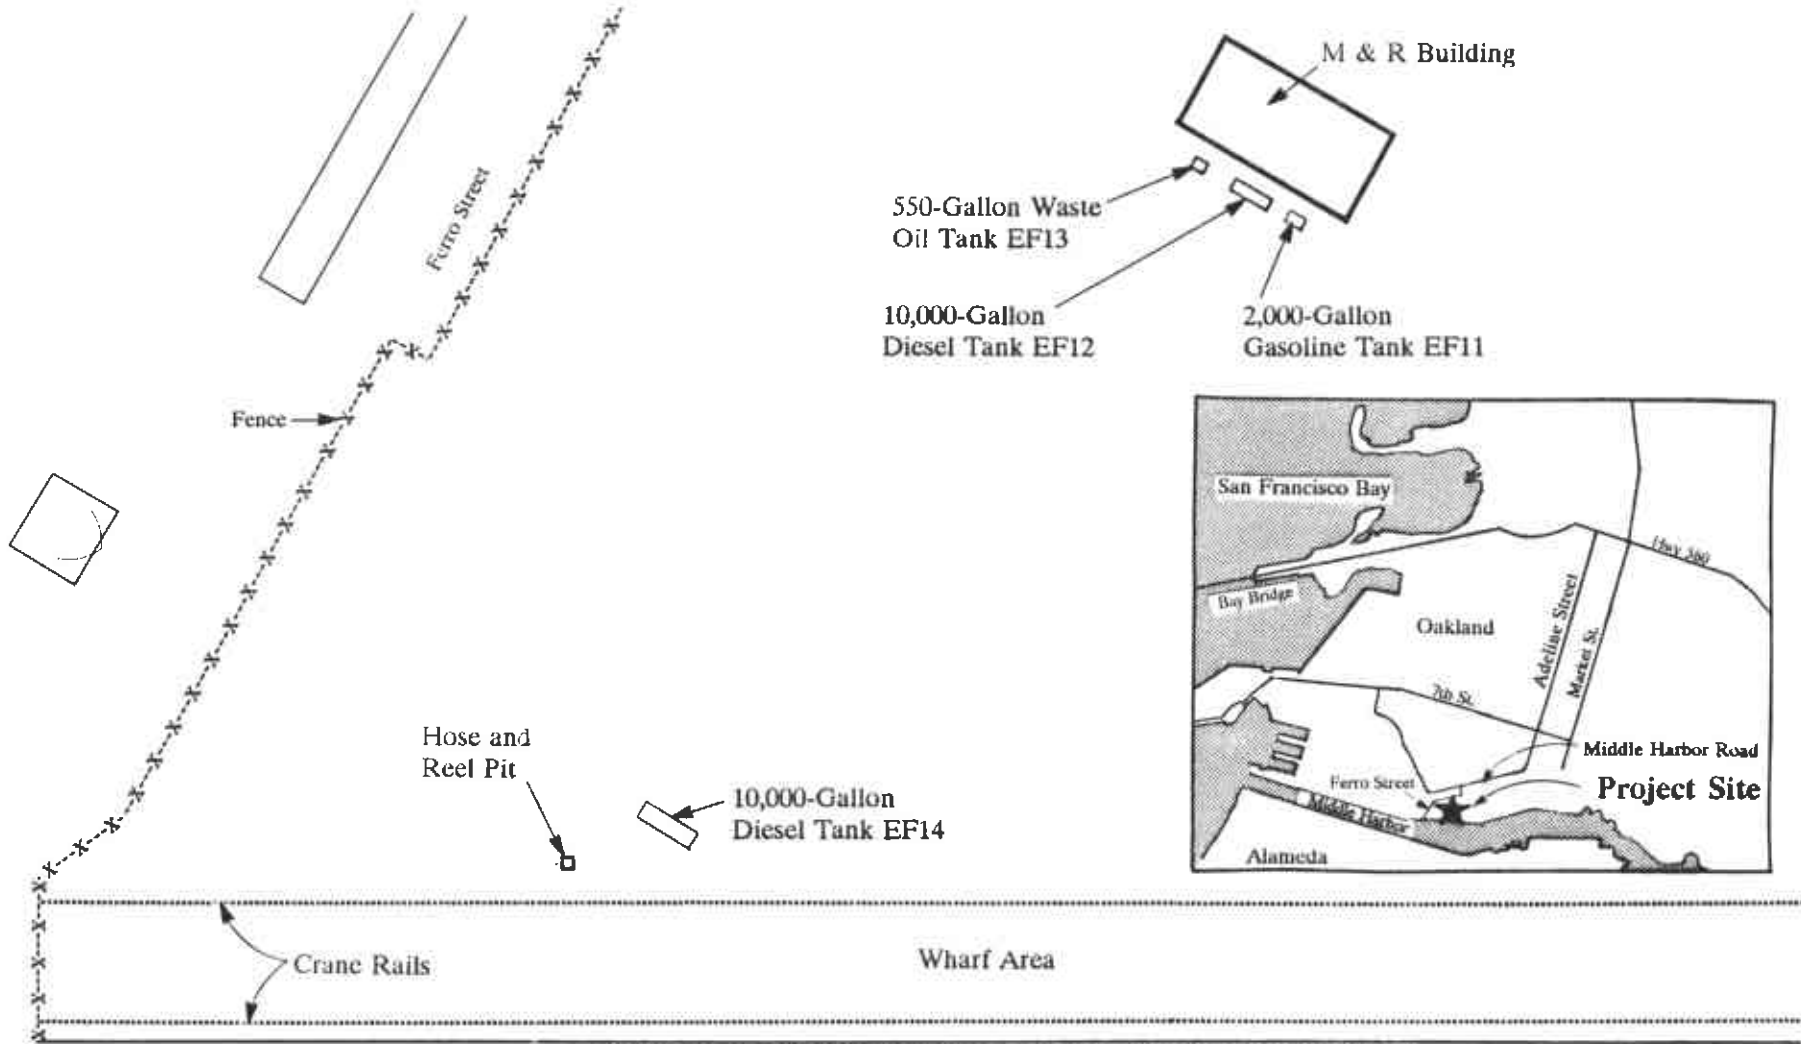 M & R Building
Ferro Street
550-Gallon Waste
Oil Tank EF13
10,000-Gallon
Diesel Tank EF12
2,000-Gallon
Gasoline Tank EF11
Fence
San Francisco Bay
Hwy 580
Bay Bridge
Oakland
Adeline Street
Market St.
7th St.
Middle Harbor Road
Ferro Street
Project Site
Middle Harbor
Alameda
Hose and
Reel Pit
10,000-Gallon
Diesel Tank EF14
Crane Rails
Wharf Area